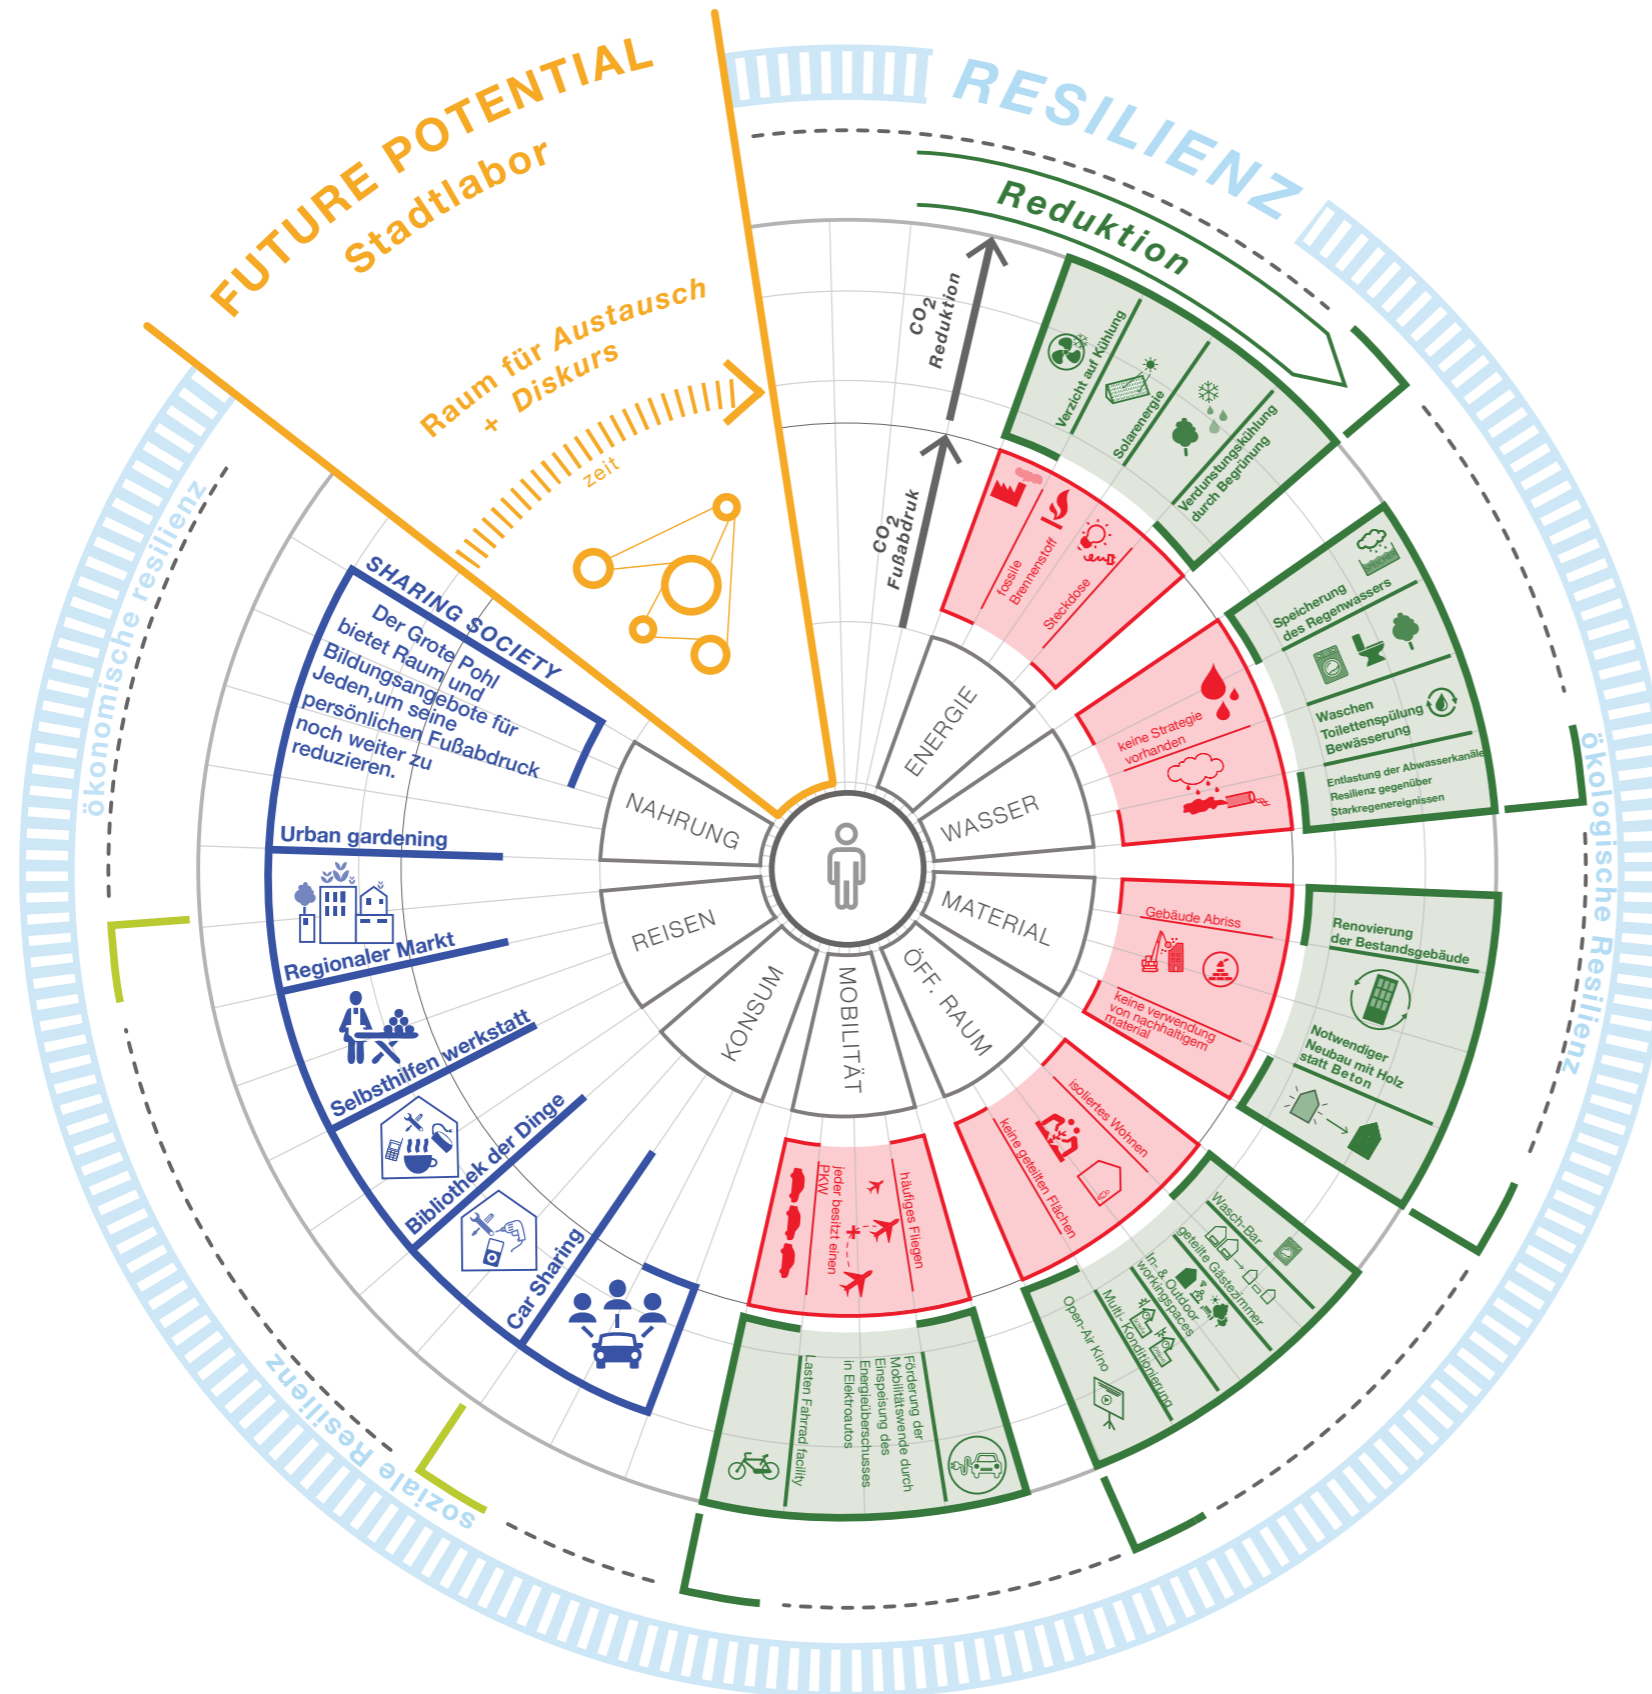 FUTURE POTENTIAL
Stadtlabor
Raum für Austausch
+ Diskurs
zeit
RESILIENZ
Reduktion
CO2
Reduktion
CO2
Fußabdruk
ENERGIE
WASSER
MATERIAL
ÖFF. RAUM
MOBILITÄT
KONSUM
REISEN
NAHRUNG
fossile
Brennenstoff
Steckdose
Verzicht auf Kühlung
Solarenergie
Verdunstungskühlung
durch Begrünung
keine Strategie
vorhanden
Speicherung
des Regenwassers
Waschen
Toilettenspülung
Bewässerung
Entlastung der Abwasserkanäle
Resilienz gegenüber
Starkregenereignissen
Gebäude Abriss
keine verwendung
von nachhaltigem
material
Renovierung
der Bestandsgebäude
Notwendiger
Neubau mit Holz
statt Beton
isoliertes Wohnen
keine geteilten Flächen
Wasch-Bar
geteilte Gästezimmer
In- & Outdoor
workingspaces
Multi- Konditionierung
Open-Air Kino
häufiges Fliegen
jeder besitzt einen
PKW
Förderung der
Mobilitätswende durch
Einspeisung des
Energieüberschusses
in Elektroautos
Lasten Fahrrad facility
SHARING SOCIETY
Der Grote Pohl
bietet Raum und
Bildungsangebote für
Jeden,um seine
persönlichen Fußabdruck
noch weiter zu
reduzieren.
Urban gardening
Regionaler Markt
Selbsthilfen werkstatt
Bibliothek der Dinge
Car Sharing
ökologische Resilienz
soziale Resilienz
ökonomische resilienz